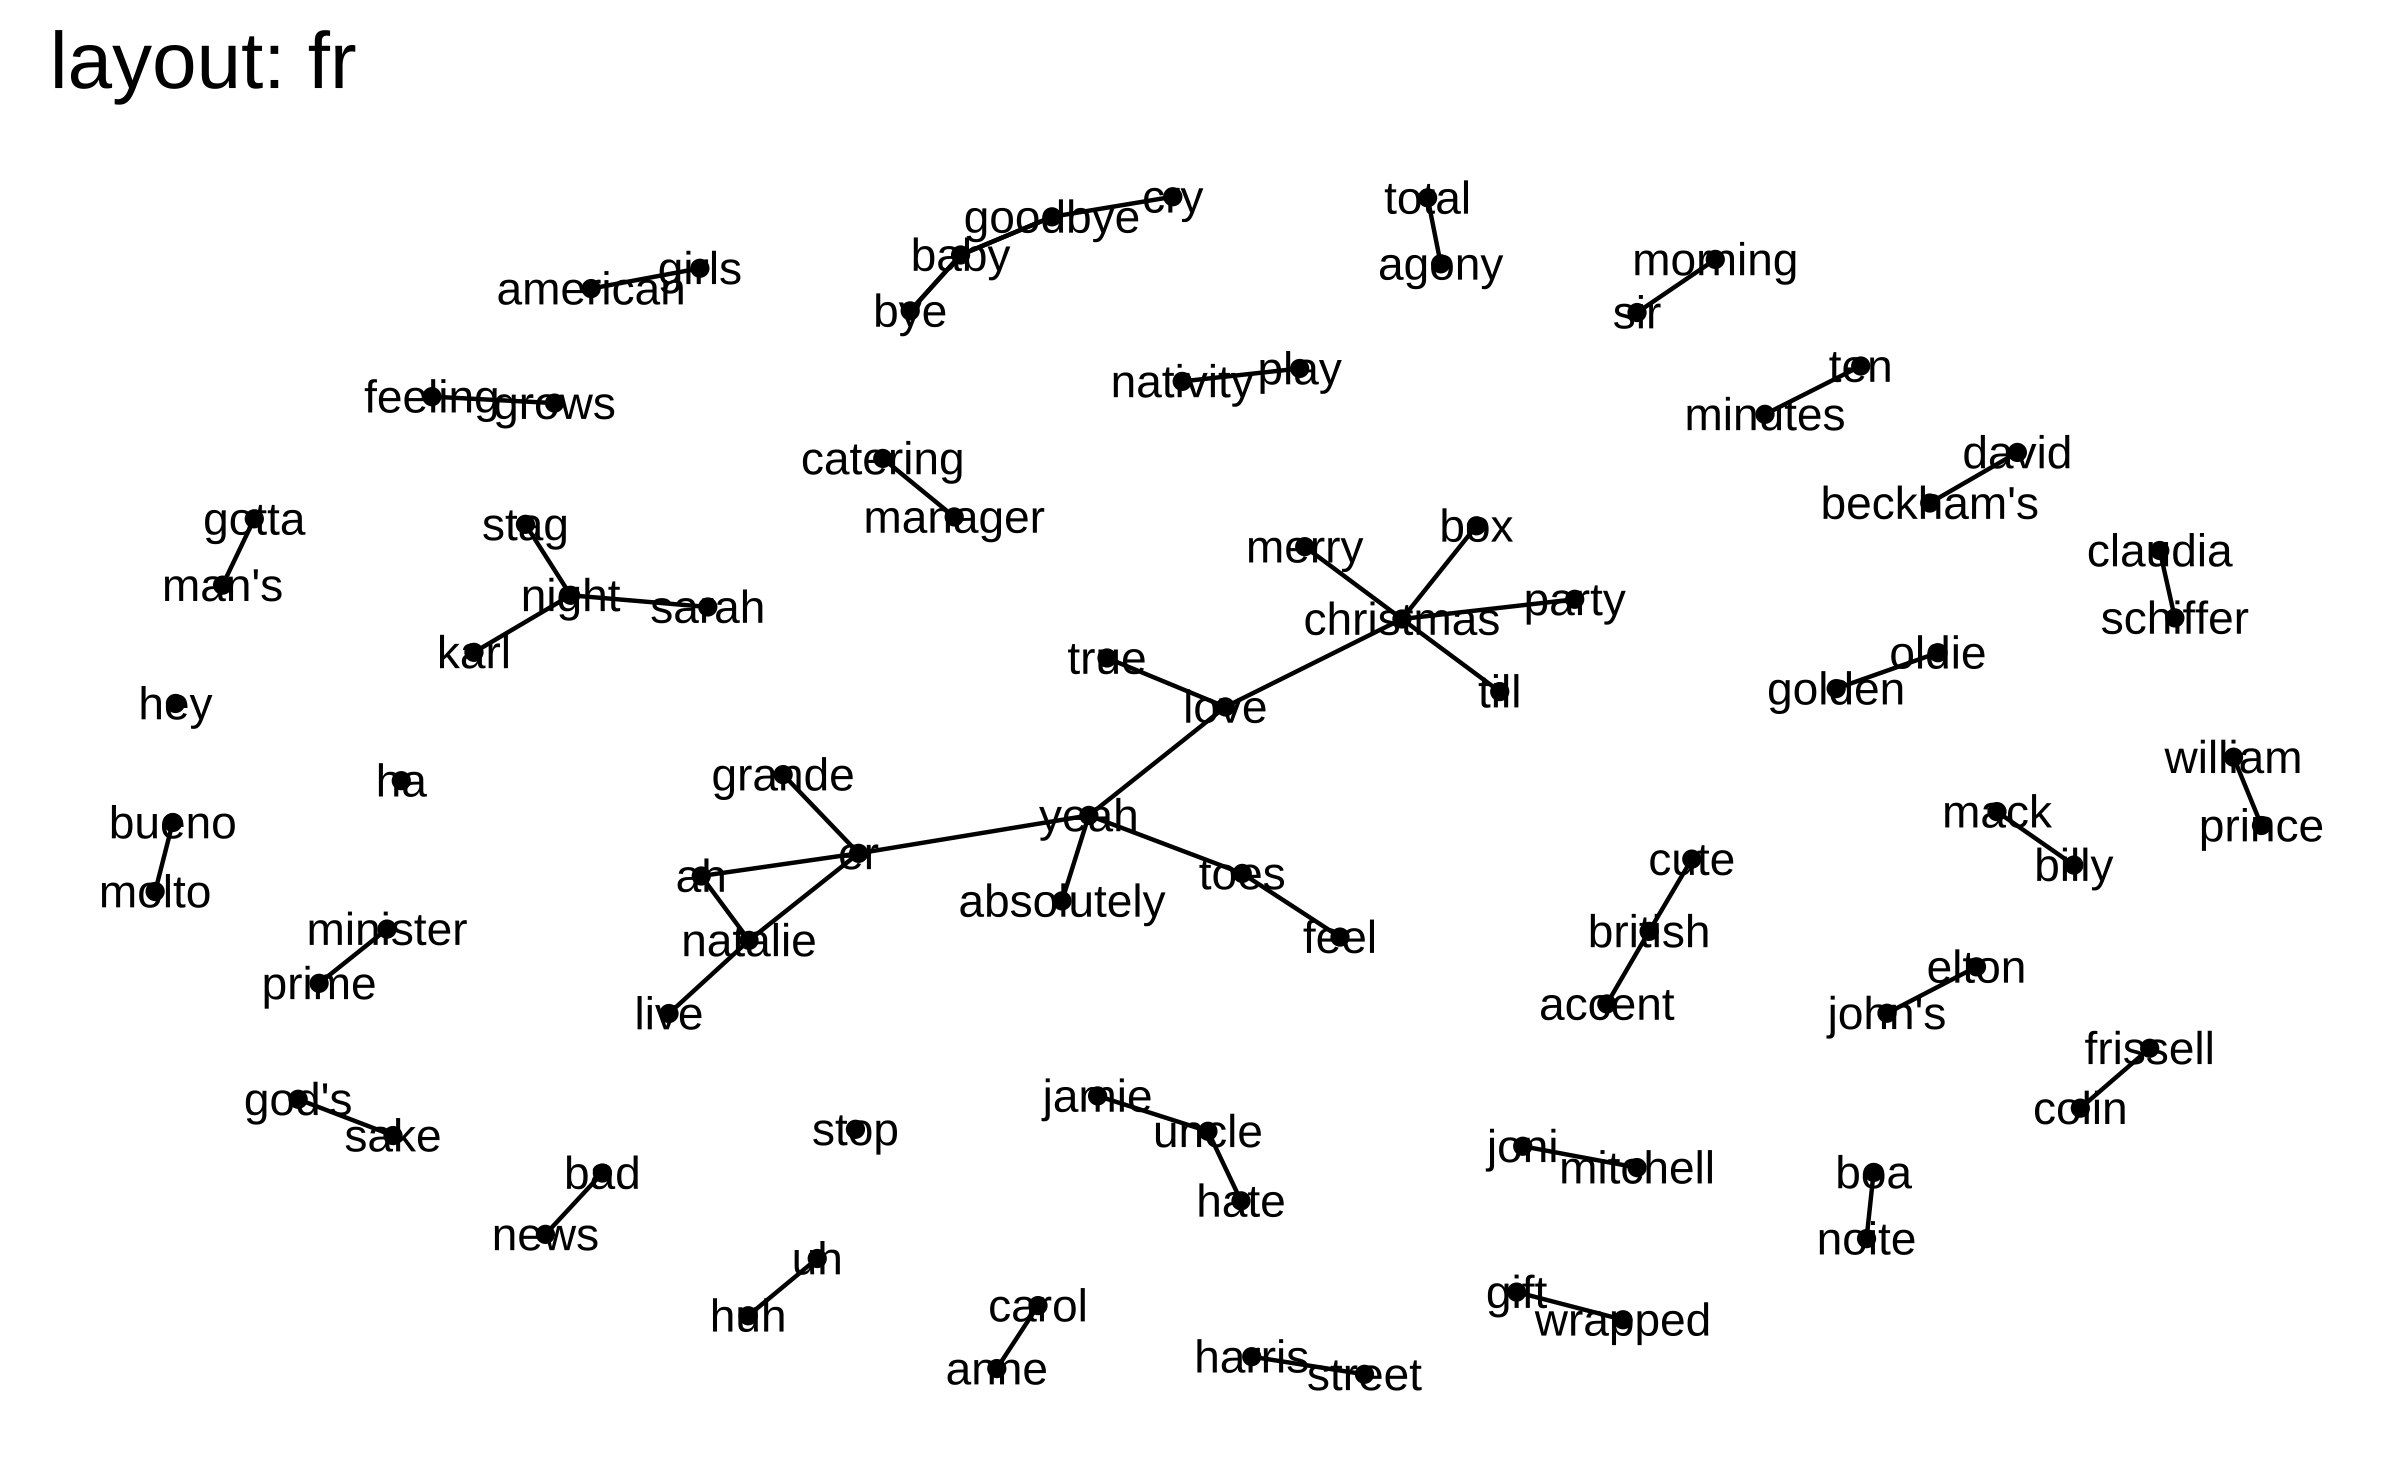 layout: fr
cry
total
goodbye
baby
agony
morning
girls
american
bye
sir
play
ten
nativity
feeling
grows
minutes
david
catering
beckham's
manager
gotta
stag
box
merry
claudia
man's
night
sarah
party
christmas
schiffer
karl
true
oldie
till
golden
hey
love
william
ha
grande
bueno
yeah
mack
prince
er
cute
billy
molto
ah
toes
absolutely
minister
natalie
feel
british
elton
prime
live
accent
john's
frissell
god's
jamie
colin
sake
stop
uncle
joni
mitchell
bad
boa
hate
news
noite
uh
gift
huh
carol
wrapped
harris
anne
street